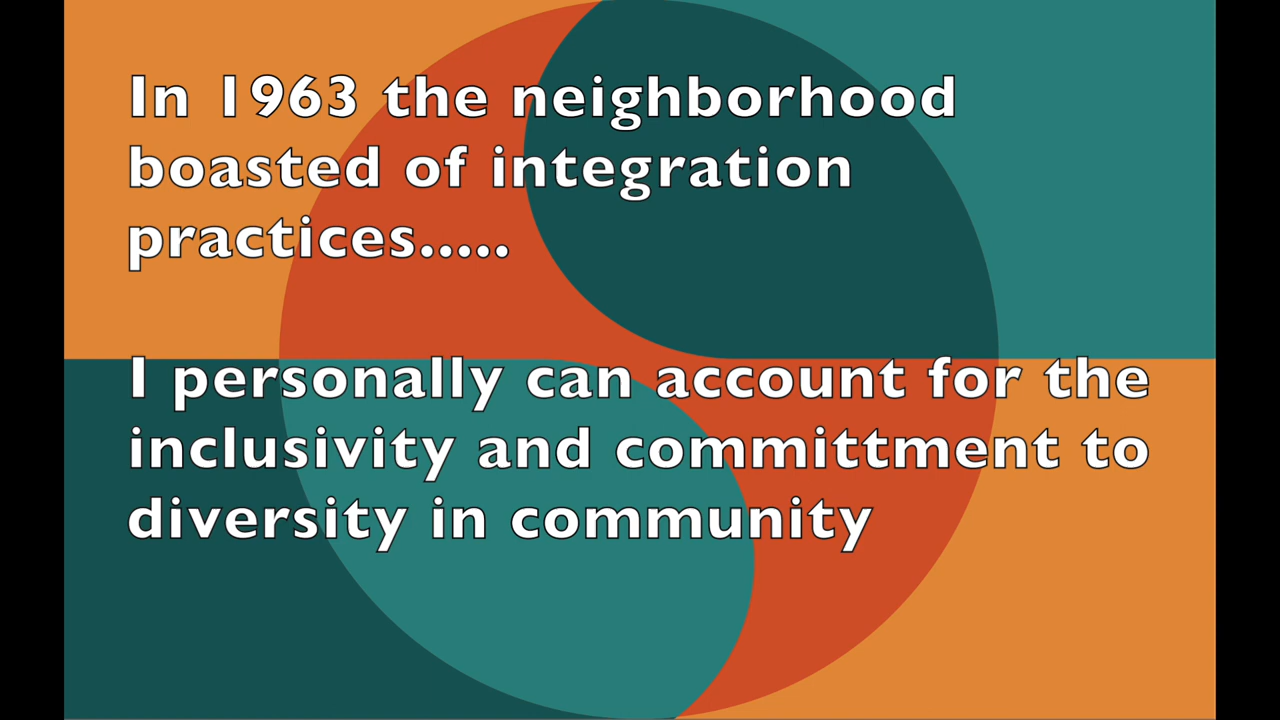 In 1963 the neighborhood
boasted of integration
practices.....
I personally can account for the
inclusivity and committment to
diversity in community